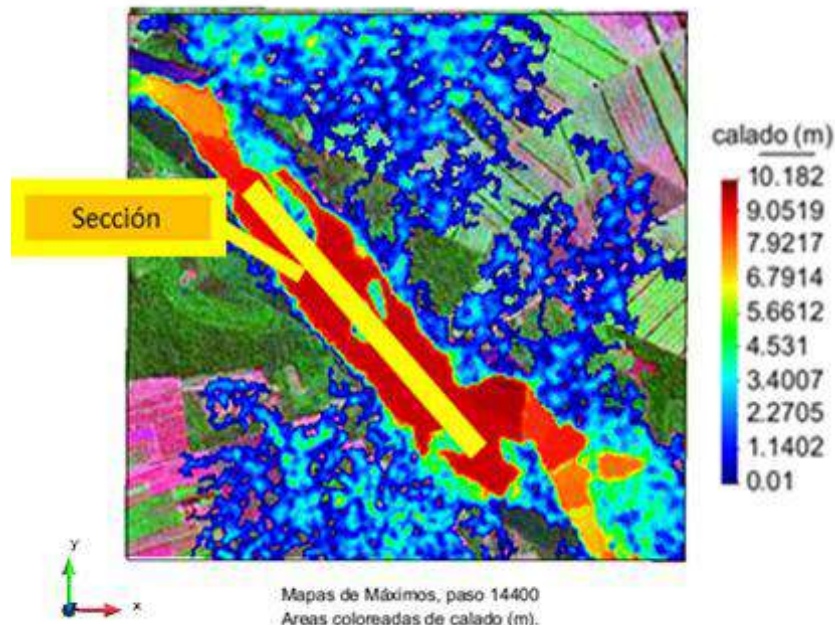 calado (m)
10.182
Sección
9.0519
7.9217
6.7914
5.6612
4.531
3.4007
2.2705
1.1402
0.01
y
x
Mapas de Máximos, paso 14400
Areas coloreadas de calado (m).